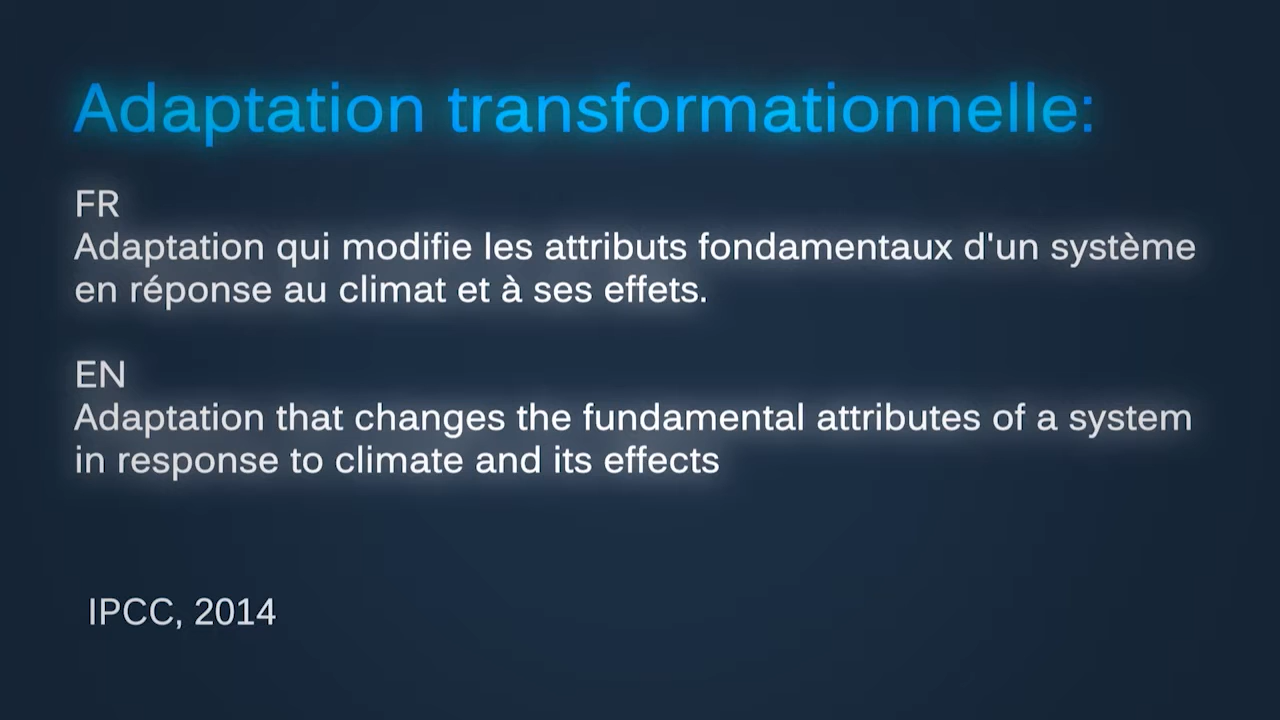 Adaptation transformationnelle:
FR
Adaptation qui modifie les attributs fondamentaux d'un système
en réponse au climat et à ses effets.
EN
Adaptation that changes the fundamental attributes of a system
in response to climate and its effects
IPCC, 2014